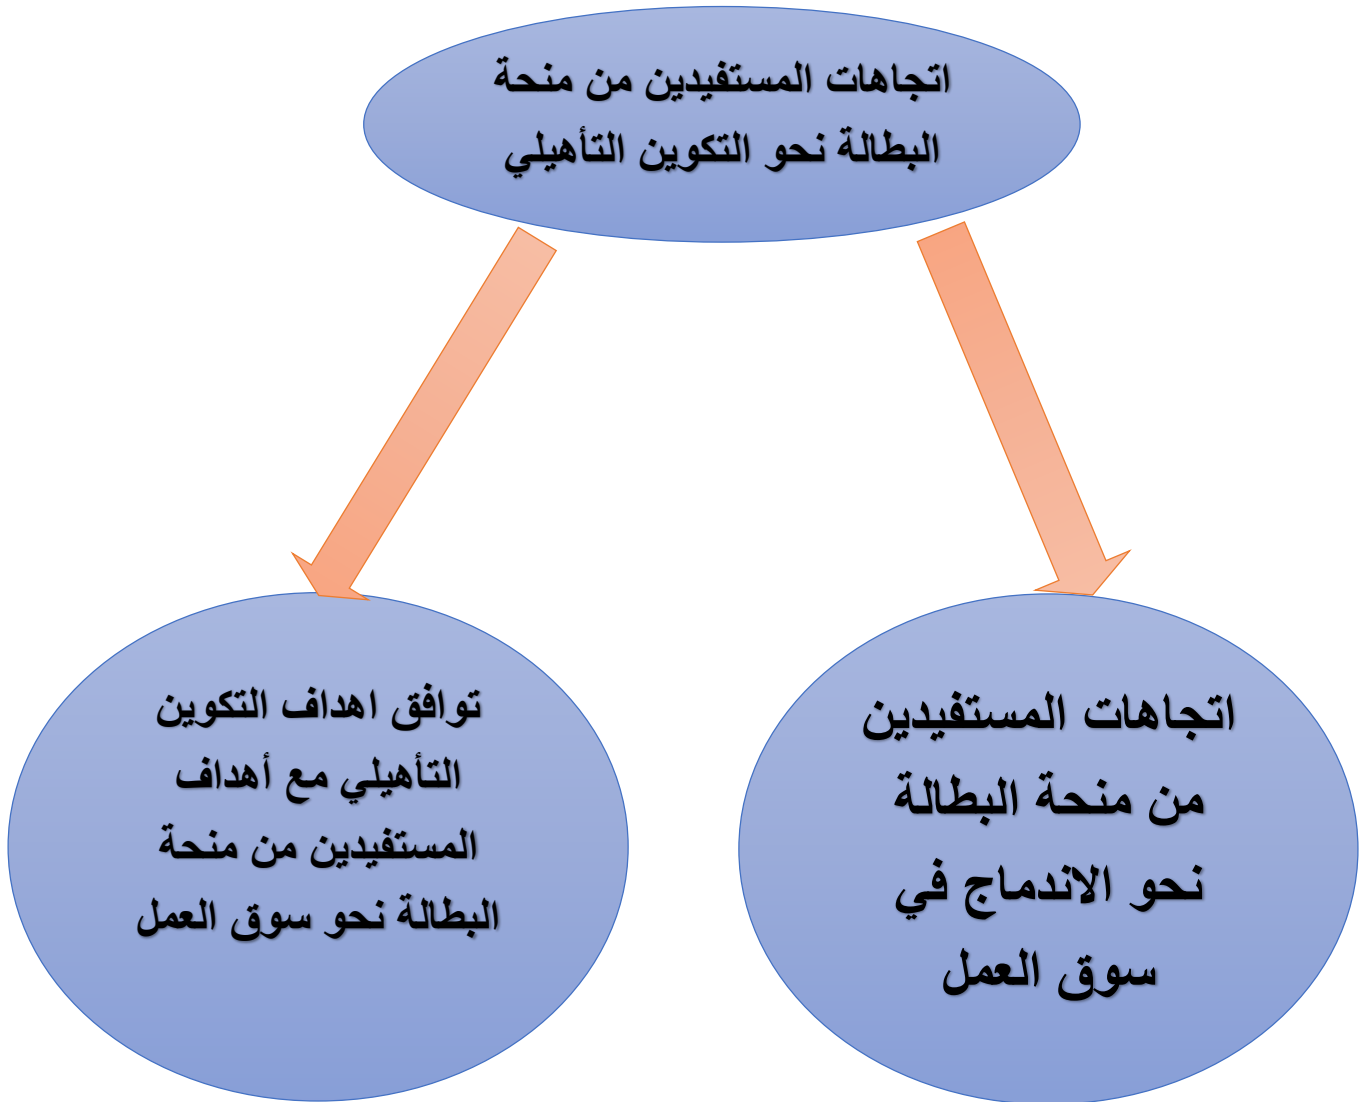 اتجاهات المستفيدين من منحة
البطالة نحو التكوين التأهيلي
اتجاهات المستفيدين
من منحة البطالة
نحو الاندماج في
سوق العمل
توافق اهداف التكوين
التأهيلي مع أهداف
المستفيدين من منحة
البطالة نحو سوق العمل